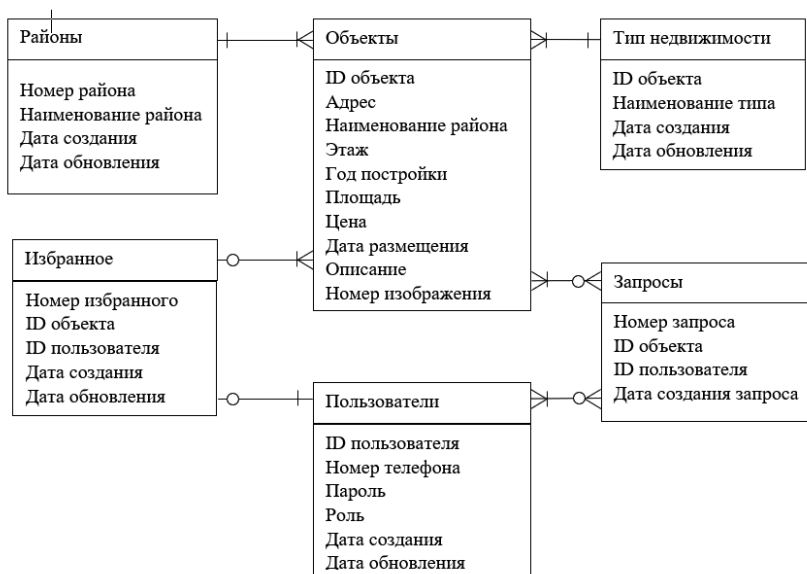 Районы
Номер района
Наименование района
Дата создания
Дата обновления
Объекты
ID объекта
Адрес
Наименование района
Этаж
Год постройки
Площадь
Цена
Дата размещения
Описание
Номер изображения
Тип недвижимости
ID объекта
Наименование типа
Дата создания
Дата обновления
Избранное
Номер избранного
ID объекта
ID пользователя
Дата создания
Дата обновления
Запросы
Номер запроса
ID объекта
ID пользователя
Дата создания запроса
Пользователи
ID пользователя
Номер телефона
Пароль
Роль
Дата создания
Дата обновления